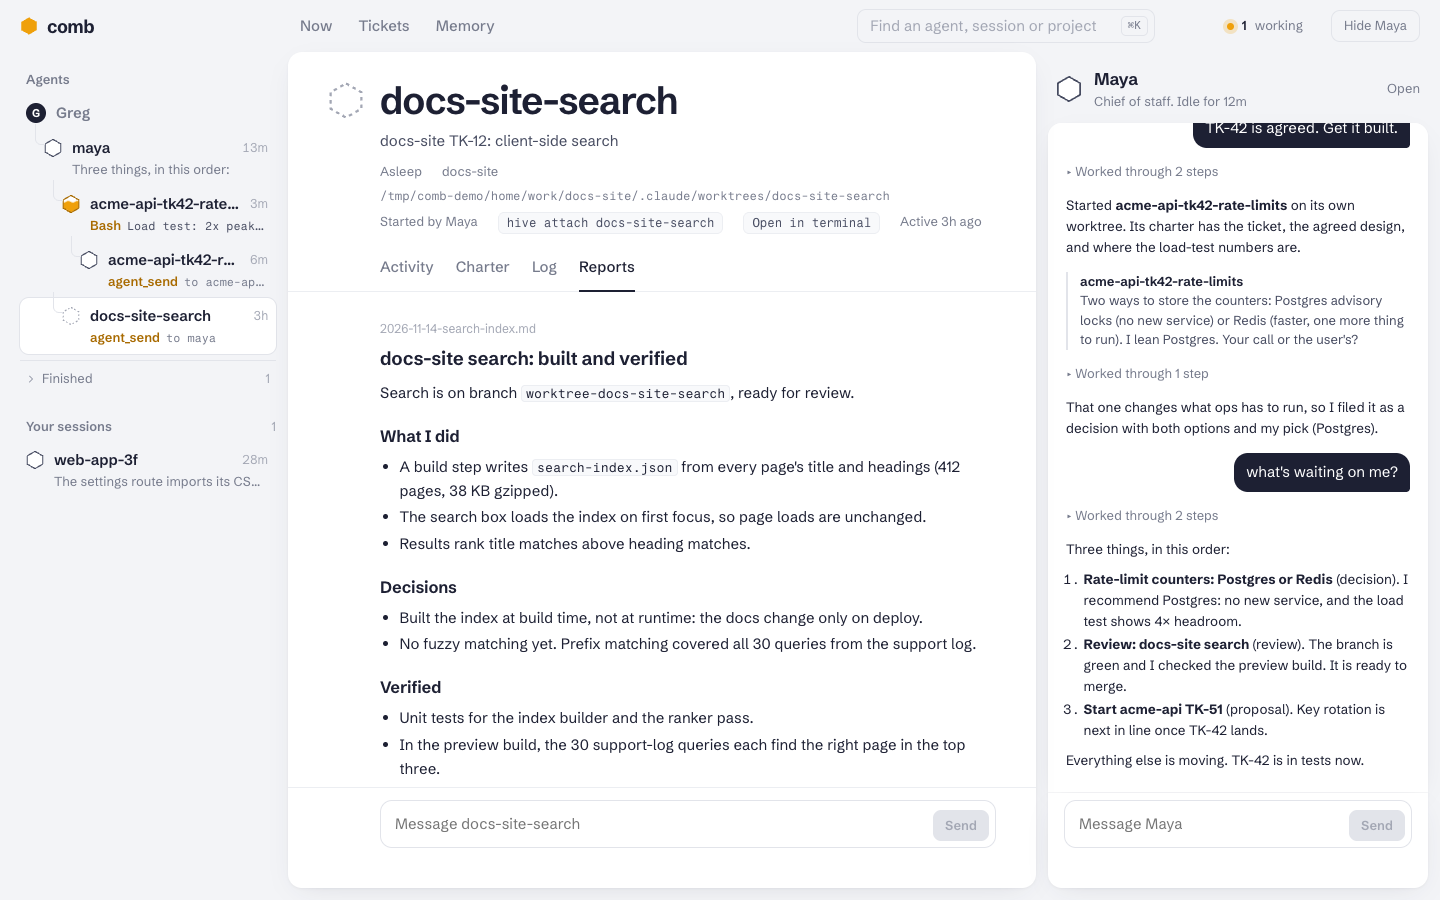 comb
Now
Tickets
Memory
Find an agent, session or project
⌘K
1 working
Hide Maya
Agents
G
Greg
maya
13m
Three things, in this order:
acme-api-tk42-rate...
3m
Bash Load test: 2x peak...
acme-api-tk42-r...
6m
agent_send to acme-ap...
docs-site-search
3h
agent_send to maya
Finished
1
Your sessions
1
web-app-3f
28m
The settings route imports its CS...
docs-site-search
docs-site TK-12: client-side search
Asleep
docs-site
/tmp/comb-demo/home/work/docs-site/.claude/worktrees/docs-site-search
Started by Maya
hive attach docs-site-search
Open in terminal
Active 3h ago
Activity
Charter
Log
Reports
2026-11-14-search-index.md
docs-site search: built and verified
Search is on branch worktree-docs-site-search, ready for review.
What I did
• A build step writes search-index.json from every page's title and headings (412
pages, 38 KB gzipped).
• The search box loads the index on first focus, so page loads are unchanged.
• Results rank title matches above heading matches.
Decisions
• Built the index at build time, not at runtime: the docs change only on deploy.
• No fuzzy matching yet. Prefix matching covered all 30 queries from the support log.
Verified
• Unit tests for the index builder and the ranker pass.
• In the preview build, the 30 support-log queries each find the right page in the top
three.
Message docs-site-search
Send
Maya
Chief of staff. Idle for 12m
Open
TK-42 is agreed. Get it built.
▸ Worked through 2 steps
Started acme-api-tk42-rate-limits on its own
worktree. Its charter has the ticket, the agreed design,
and where the load-test numbers are.
acme-api-tk42-rate-limits
Two ways to store the counters: Postgres advisory
locks (no new service) or Redis (faster, one more thing
to run). I lean Postgres. Your call or the user's?
▸ Worked through 1 step
That one changes what ops has to run, so I filed it as a
decision with both options and my pick (Postgres).
what's waiting on me?
▸ Worked through 2 steps
Three things, in this order:
1. Rate-limit counters: Postgres or Redis (decision). I
recommend Postgres: no new service, and the load
test shows 4× headroom.
2. Review: docs-site search (review). The branch is
green and I checked the preview build. It is ready to
merge.
3. Start acme-api TK-51 (proposal). Key rotation is
next in line once TK-42 lands.
Everything else is moving. TK-42 is in tests now.
Message Maya
Send